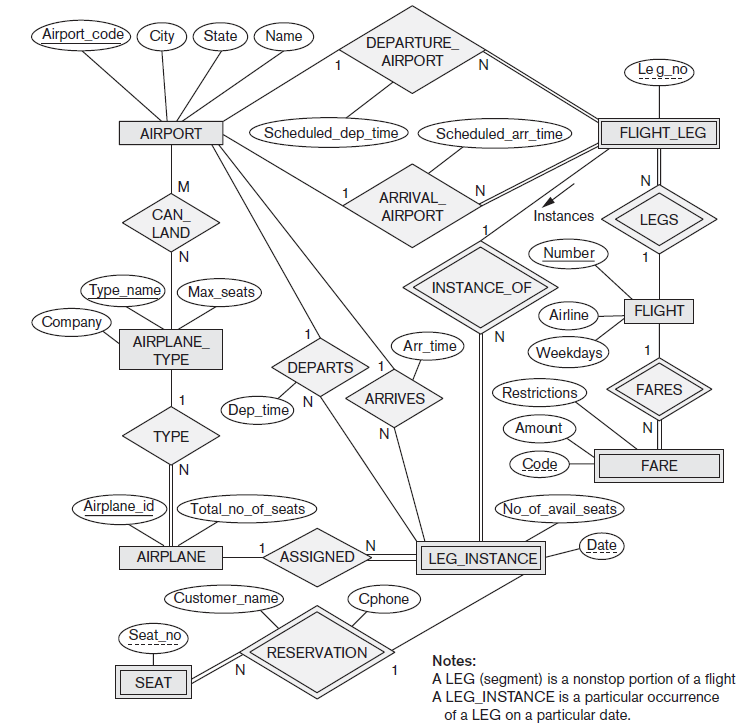 Airport_code
City
State
Name
DEPARTURE_
AIRPORT
1
N
Leg_no
AIRPORT
Scheduled_dep_time
Scheduled_arr_time
FLIGHT_LEG
M
CAN_
LAND
N
1
ARRIVAL_
AIRPORT
N
Instances
N
LEGS
1
1
INSTANCE_OF
N
Number
Airline
FLIGHT
Weekdays
1
Type_name
Max_seats
Company
AIRPLANE_
TYPE
1
DEPARTS
N
Dep_time
Arr_time
1
ARRIVES
N
FARES
N
Restrictions
Amount
Code
FARE
1
TYPE
N
Airplane_id
Total_no_of_seats
No_of_avail_seats
AIRPLANE
1
ASSIGNED
N
LEG_INSTANCE
Date
Customer_name
Cphone
Seat_no
RESERVATION
SEAT
N
1
Notes:
A LEG (segment) is a nonstop portion of a flight
A LEG_INSTANCE is a particular occurrence
of a LEG on a particular date.